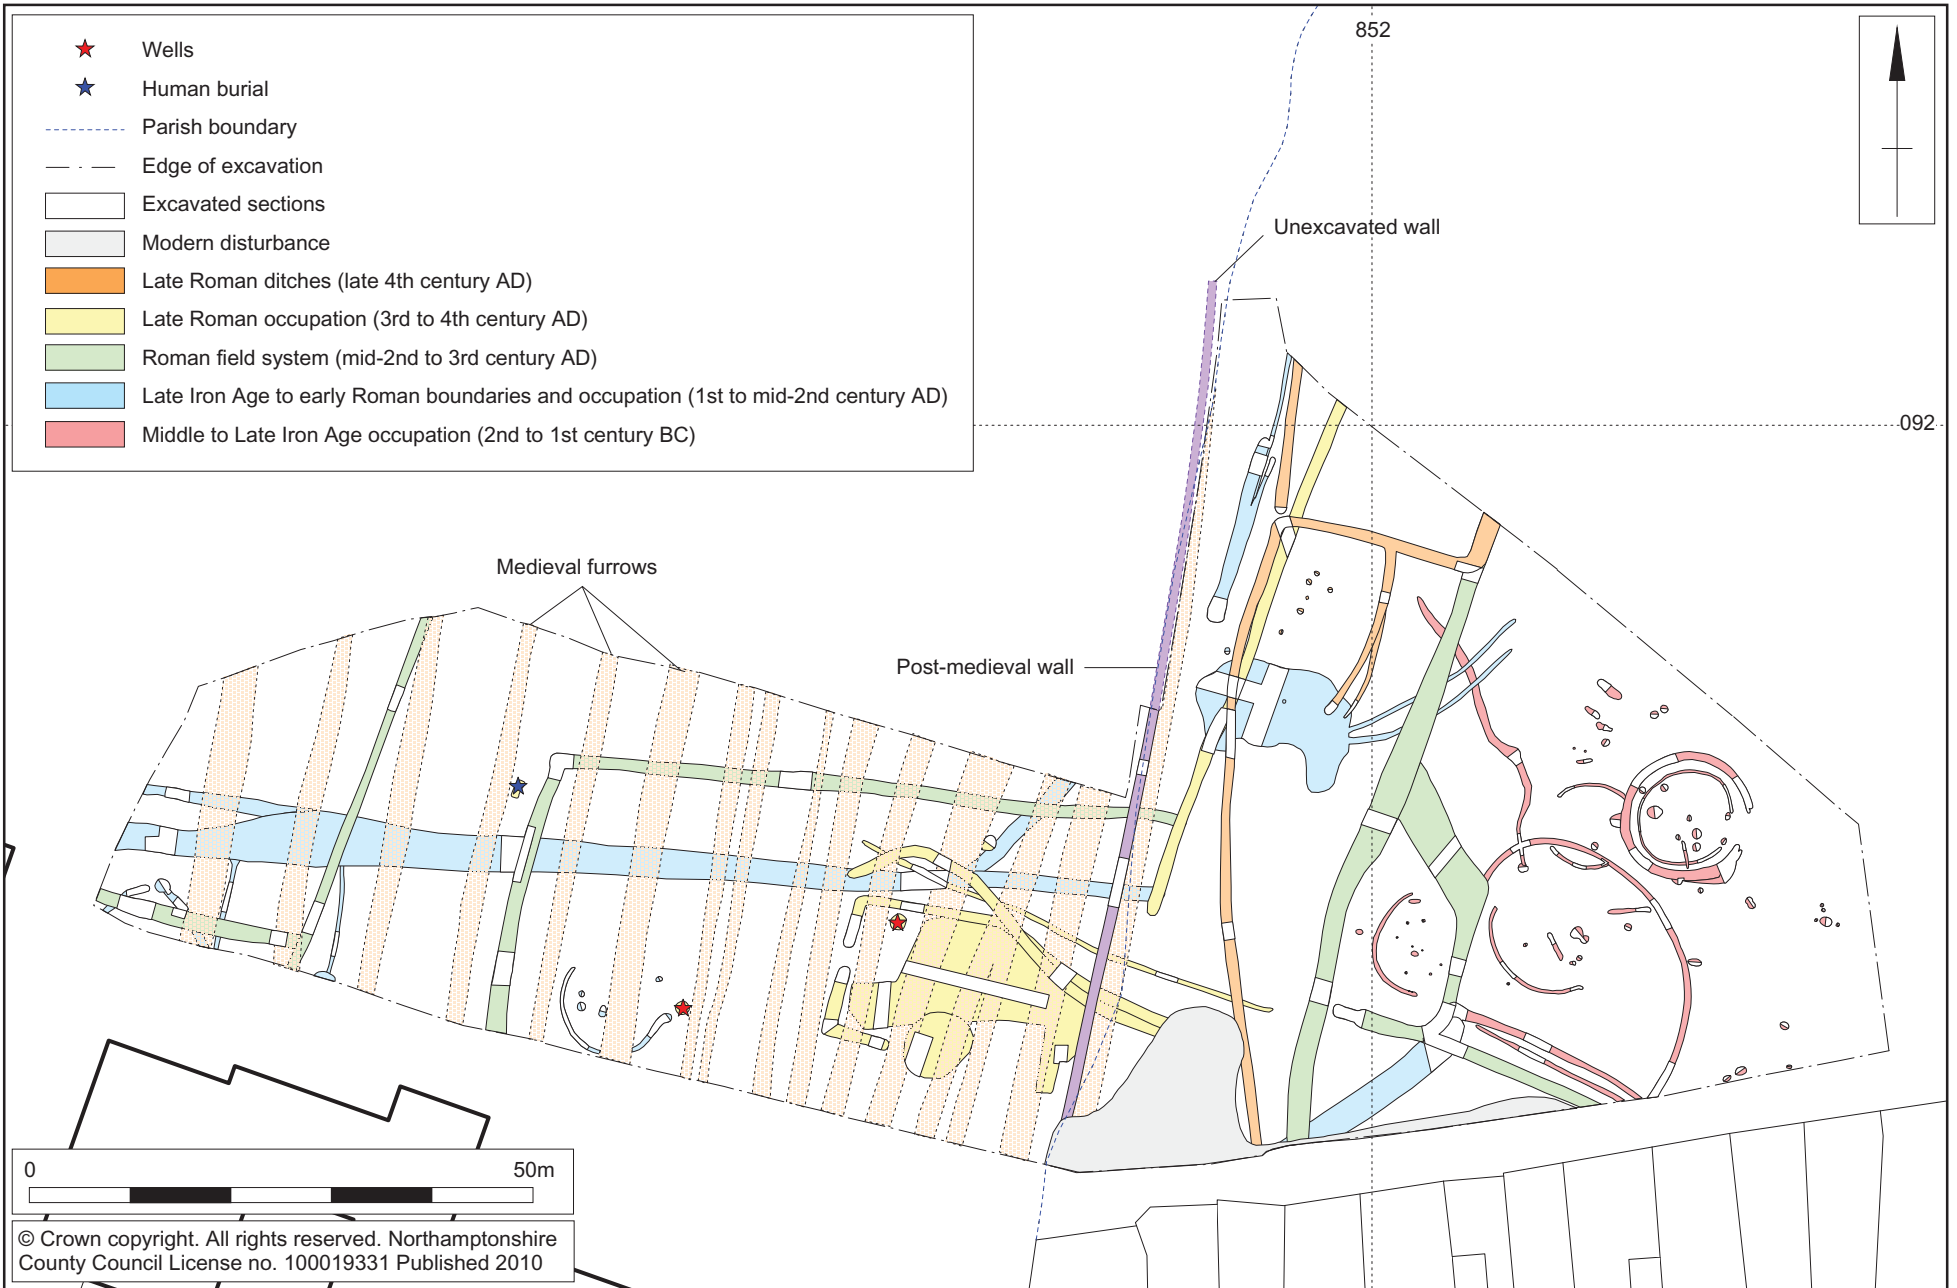 Wells
Human burial
Parish boundary
Edge of excavation
Excavated sections
Modern disturbance
Late Roman ditches (late 4th century AD)
Late Roman occupation (3rd to 4th century AD)
Roman field system (mid-2nd to 3rd century AD)
Late Iron Age to early Roman boundaries and occupation (1st to mid-2nd century AD)
Middle to Late Iron Age occupation (2nd to 1st century BC)
852
Unexcavated wall
092
Medieval furrows
Post-medieval wall
0 50m
© Crown copyright. All rights reserved. Northamptonshire
County Council License no. 100019331 Published 2010